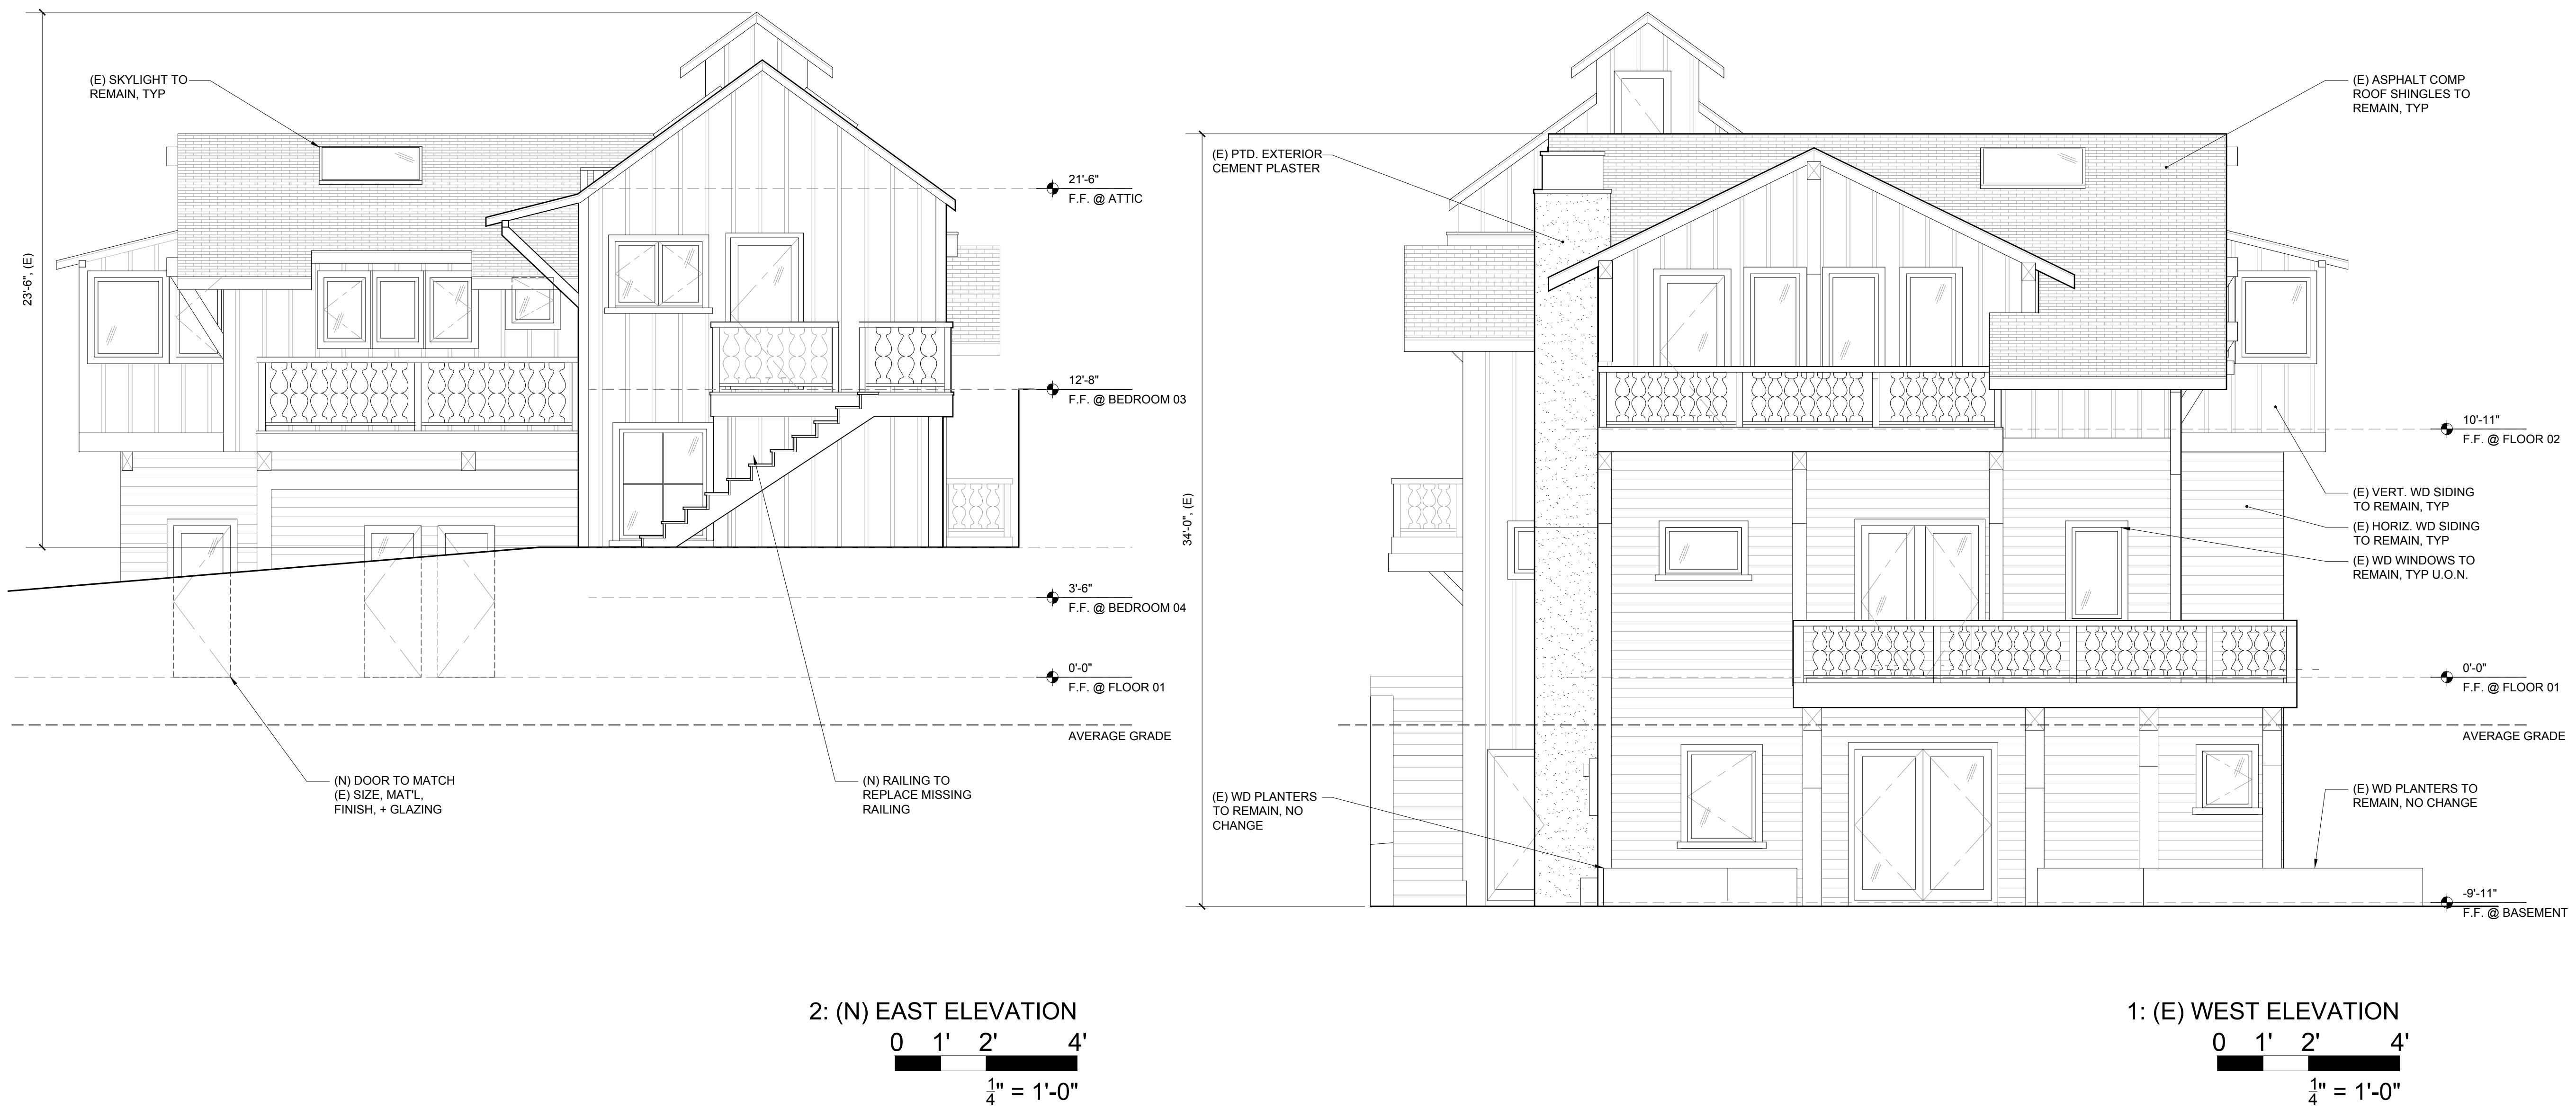 (E) SKYLIGHT TO
REMAIN, TYP
23'-6", (E)
21'-6"
F.F. @ ATTIC
12'-8"
F.F. @ BEDROOM 03
3'-6"
F.F. @ BEDROOM 04
0'-0"
F.F. @ FLOOR 01
AVERAGE GRADE
(N) DOOR TO MATCH
(E) SIZE, MAT'L,
FINISH, + GLAZING
(N) RAILING TO
REPLACE MISSING
RAILING
2: (N) EAST ELEVATION
0 1' 2' 4'
1/4" = 1'-0"
(E) PTD. EXTERIOR
CEMENT PLASTER
34'-0", (E)
(E) WD PLANTERS
TO REMAIN, NO
CHANGE
(E) ASPHALT COMP
ROOF SHINGLES TO
REMAIN, TYP
10'-11"
F.F. @ FLOOR 02
(E) VERT. WD SIDING
TO REMAIN, TYP
(E) HORIZ. WD SIDING
TO REMAIN, TYP
(E) WD WINDOWS TO
REMAIN, TYP U.O.N.
0'-0"
F.F. @ FLOOR 01
AVERAGE GRADE
(E) WD PLANTERS TO
REMAIN, NO CHANGE
-9'-11"
F.F. @ BASEMENT
1: (E) WEST ELEVATION
0 1' 2' 4'
1/4" = 1'-0"